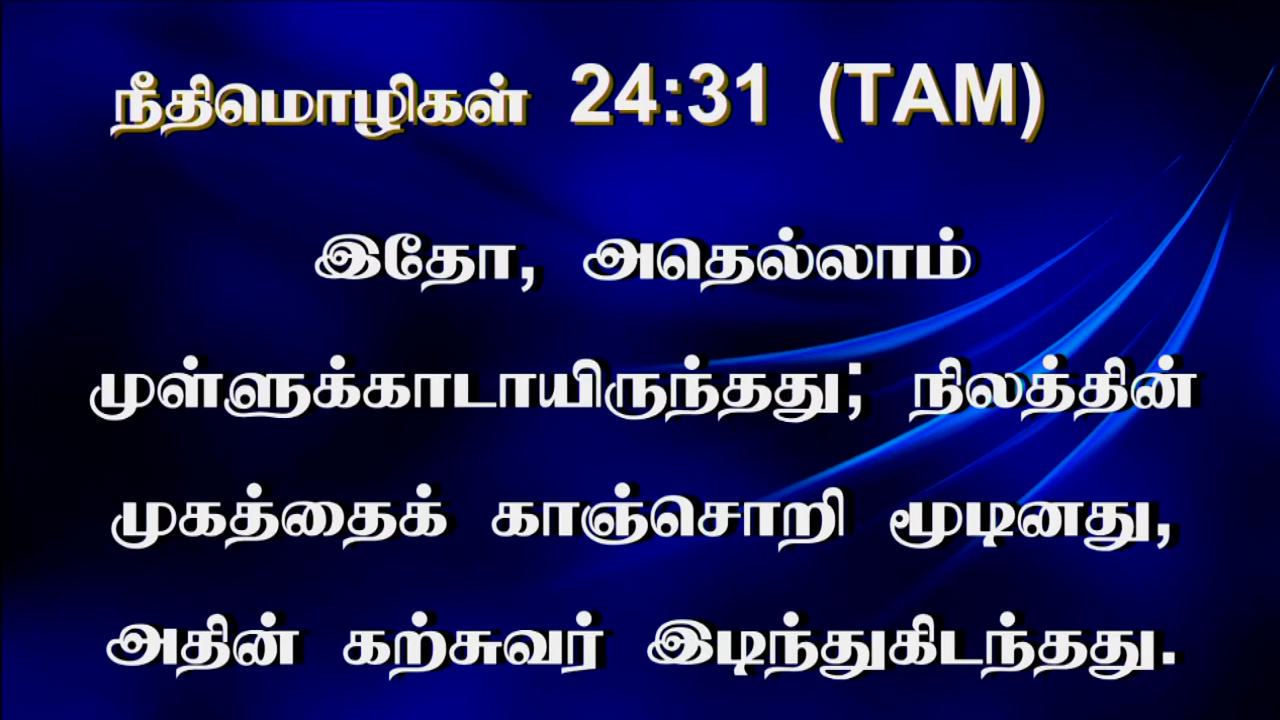 நீதிமொழிகள் 24:31 (TAM)
இதோ, அதெல்லாம்
முள்ளுக்காடாயிருந்தது; நிலத்தின்
முகத்தைக் காஞ்சொறி மூடினது,
அதின் கற்சுவர் இடிந்துகிடந்தது.